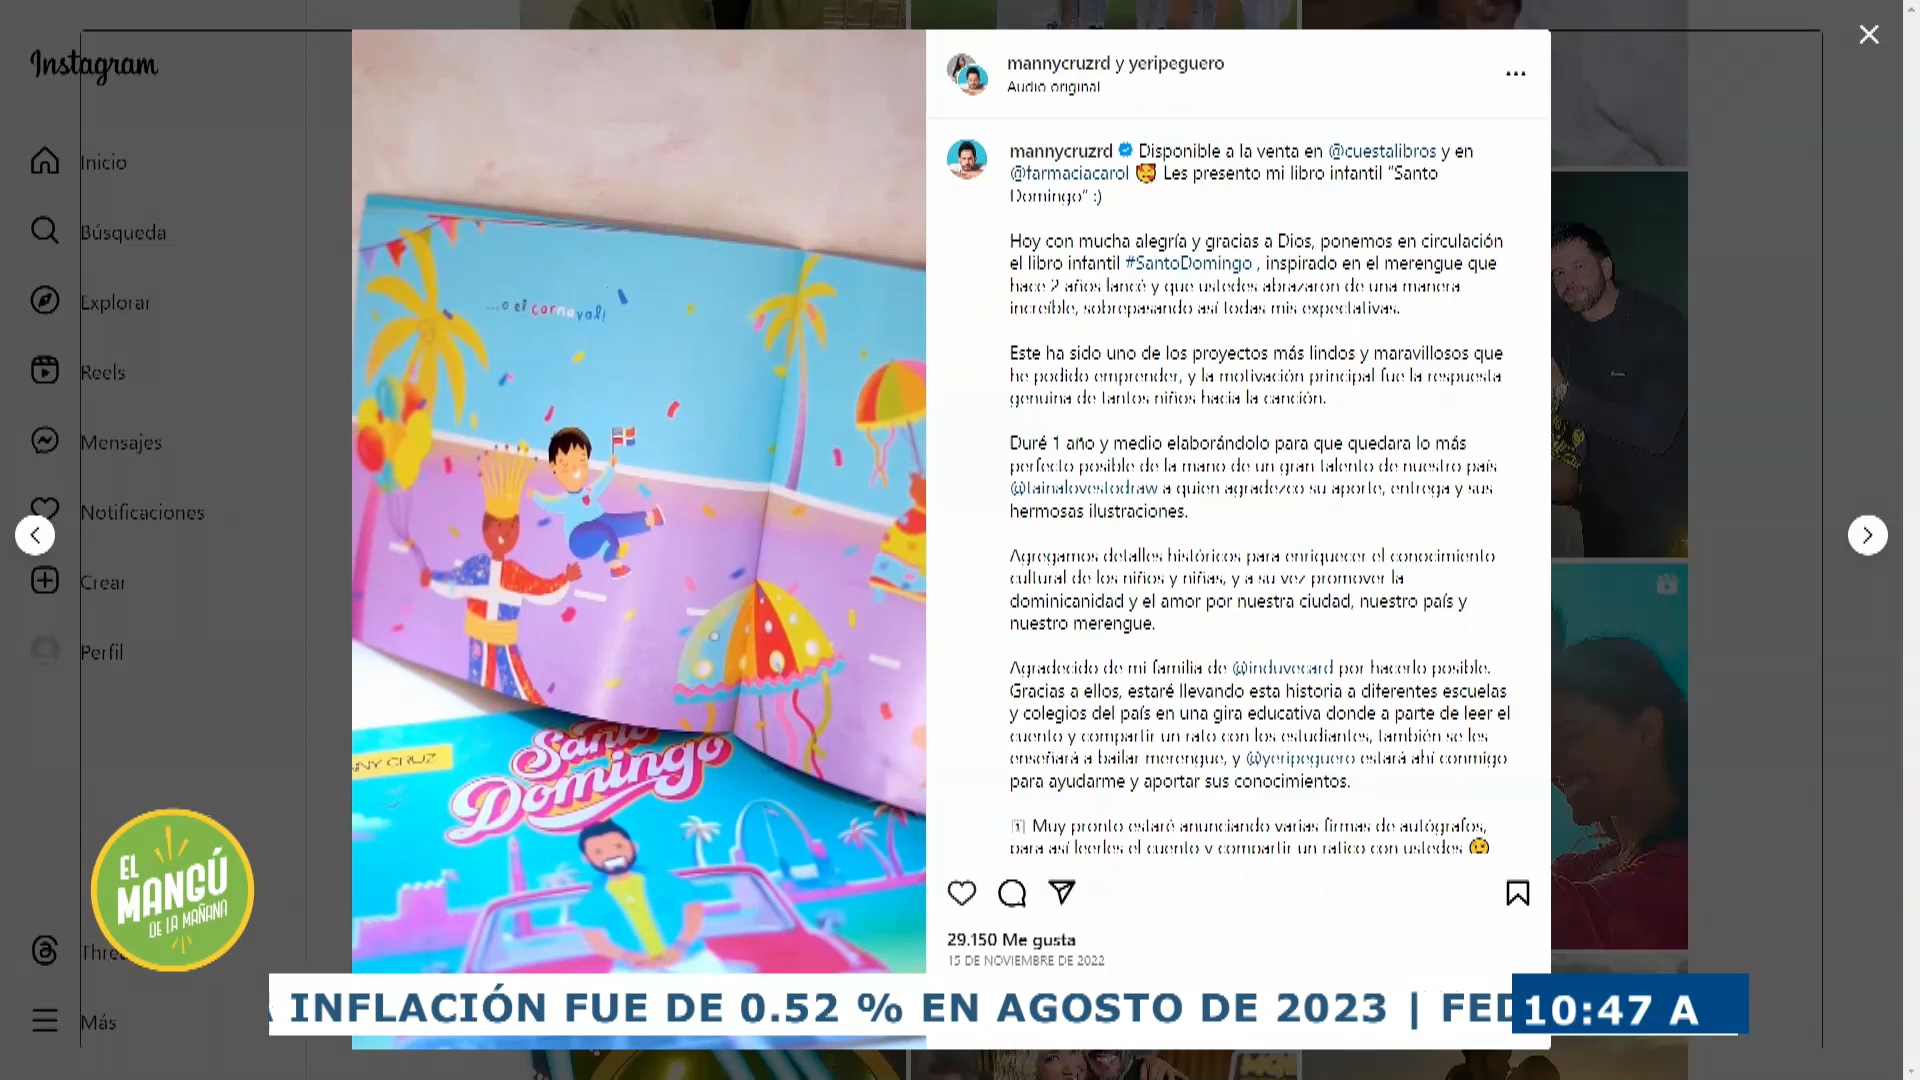 Instagram
Inicio
Búsqueda
Explorar
Reels
Mensajes
Notificaciones
Crear
Perfil
Más
...o el carnaval!
NY CRUZ
Santo
Domingo
mannycruzrd y yeripeguero
Audio original
mannycruzrd Disponible a la venta en @cuestalibros y en
@farmaciacarol 🥰 Les presento mi libro infantil “Santo
Domingo” :)
Hoy con mucha alegría y gracias a Dios, ponemos en circulación
el libro infantil #SantoDomingo , inspirado en el merengue que
hace 2 años lancé y que ustedes abrazaron de una manera
increíble, sobrepasando así todas mis expectativas.
Este ha sido uno de los proyectos más lindos y maravillosos que
he podido emprender, y la motivación principal fue la respuesta
genuina de tantos niños hacia la canción.
Duré 1 año y medio elaborándolo para que quedara lo más
perfecto posible de la mano de un gran talento de nuestro país
@tainalovestodraw a quien agradezco su aporte, entrega y sus
hermosas ilustraciones.
Agregamos detalles históricos para enriquecer el conocimiento
cultural de los niños y niñas, y a su vez promover la
dominicanidad y el amor por nuestra ciudad, nuestro país y
nuestro merengue.
Agradecido de mi familia de @induvecard por hacerlo posible.
Gracias a ellos, estaré llevando esta historia a diferentes escuelas
y colegios del país en una gira educativa donde a parte de leer el
cuento y compartir un rato con los estudiantes, también se les
enseñará a bailar merengue, y @yeripeguero estará ahí conmigo
para ayudarme y aportar sus conocimientos.
Muy pronto estaré anunciando varias firmas de autógrafos,
para así leerles el cuento y compartir un ratico con ustedes 😉
29.150 Me gusta
15 DE NOVIEMBRE DE 2022
EL
MANGÚ
DE LA MAÑANA
INFLACIÓN FUE DE 0.52 % EN AGOSTO DE 2023 | FED
10:47 A